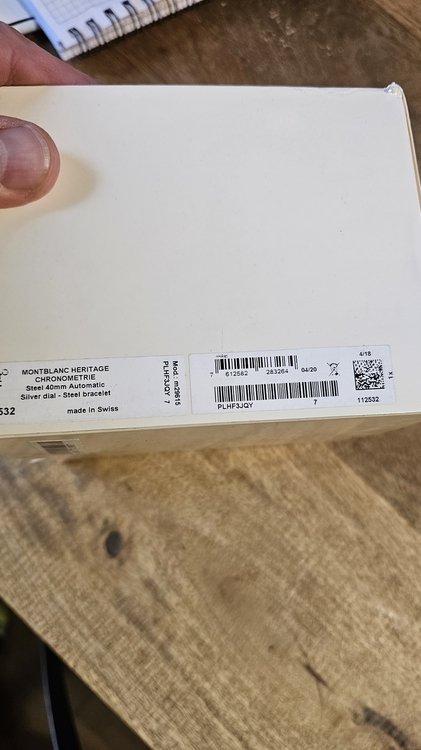 MONTBLANC HERITAGE
CHRONOMETRIE
Steel 40mm Automatic
Silver dial - Steel bracelet
532
made in Swiss
Mod.: m29615
PLHF3JQY 7
7 612582 283264 04/20
PLHF3JQY 7
4/18
112532
1x